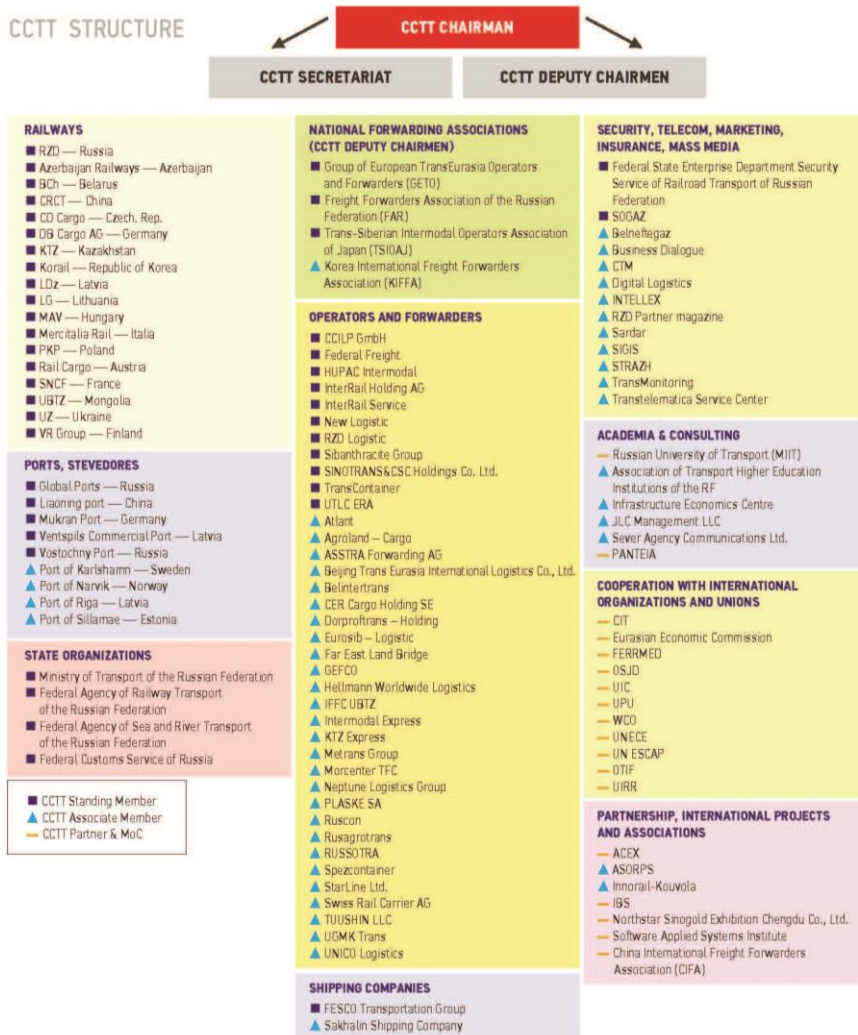 CCTT STRUCTURE
CCTT CHAIRMAN
CCTT SECRETARIAT
CCTT DEPUTY CHAIRMEN
RAILWAYS
RZD — Russia
Azerbaijan Railways — Azerbaijan
BCh — Belarus
CRCT — China
CD Cargo — Czech. Rep.
DB Cargo AG — Germany
KTZ — Kazakhstan
Korail — Republic of Korea
LDz — Latvia
LG — Lithuania
MAV — Hungary
Mercitalia Rail — Italia
PKP — Poland
Rail Cargo — Austria
SNCF — France
UBTZ — Mongolia
UZ — Ukraine
VR Group — Finland
PORTS, STEVEDORES
Global Ports — Russia
Liaoning port — China
Mukran Port — Germany
Ventspils Commercial Port — Latvia
Vostochny Port — Russia
Port of Karlshamn — Sweden
Port of Narvik — Norway
Port of Riga — Latvia
Port of Sillamae — Estonia
STATE ORGANIZATIONS
Ministry of Transport of the Russian Federation
Federal Agency of Railway Transport
of the Russian Federation
Federal Agency of Sea and River Transport
of the Russian Federation
Federal Customs Service of Russia
CCTT Standing Member
CCTT Associate Member
CCTT Partner & MoC
NATIONAL FORWARDING ASSOCIATIONS
(CCTT DEPUTY CHAIRMEN)
Group of European TransEurasia Operators
and Forwarders (GETO)
Freight Forwarders Association of the Russian
Federation (FAR)
Trans-Siberian Intermodal Operators Association
of Japan (TSIOAJ)
Korea International Freight Forwarders
Association (KIFFA)
OPERATORS AND FORWARDERS
CCILP GmbH
Federal Freight
HUPAC Intermodal
InterRail Holding AG
InterRail Service
New Logistic
RZD Logistic
Sibanthracite Group
SINOTRANS&CSC Holdings Co. Ltd.
TransContainer
UTLC ERA
Atlant
Agroland – Cargo
ASSTRA Forwarding AG
Beijing Trans Eurasia International Logistics Co., Ltd.
Belintertrans
CER Cargo Holding SE
Dorproftrans – Holding
Eurosib – Logistic
Far East Land Bridge
GEFCO
Hellmann Worldwide Logistics
IFFC UBTZ
Intermodal Express
KTZ Express
Metrans Group
Morcenter TFC
Neptune Logistics Group
PLASKE SA
Ruscon
Rusagrotrans
RUSSOTRA
Spezcontainer
StarLine Ltd.
Swiss Rail Carrier AG
TUUSHIN LLC
UGMK Trans
UNICO Logistics
SHIPPING COMPANIES
FESCO Transportation Group
Sakhalin Shipping Company
SECURITY, TELECOM, MARKETING,
INSURANCE, MASS MEDIA
Federal State Enterprise Department Security
Service of Railroad Transport of Russian
Federation
SOGAZ
Belneftegaz
Business Dialogue
CTM
Digital Logistics
INTELLEX
RZD Partner magazine
Sardar
SIGIS
STRAZH
TransMonitoring
Transtelematica Service Center
ACADEMIA & CONSULTING
Russian University of Transport (MIIT)
Association of Transport Higher Education
Institutions of the RF
Infrastructure Economics Centre
JLC Management LLC
Sever Agency Communications Ltd.
PANTEIA
COOPERATION WITH INTERNATIONAL
ORGANIZATIONS AND UNIONS
CIT
Eurasian Economic Commission
FERRMED
OSJD
UIC
UPU
WCO
UNECE
UN ESCAP
OTIF
UIRR
PARTNERSHIP, INTERNATIONAL PROJECTS
AND ASSOCIATIONS
ACEX
ASORPS
Innorail-Kouvola
IBS
Northstar Sinogold Exhibition Chengdu Co., Ltd.
Software Applied Systems Institute
China International Freight Forwarders
Association (CIFA)